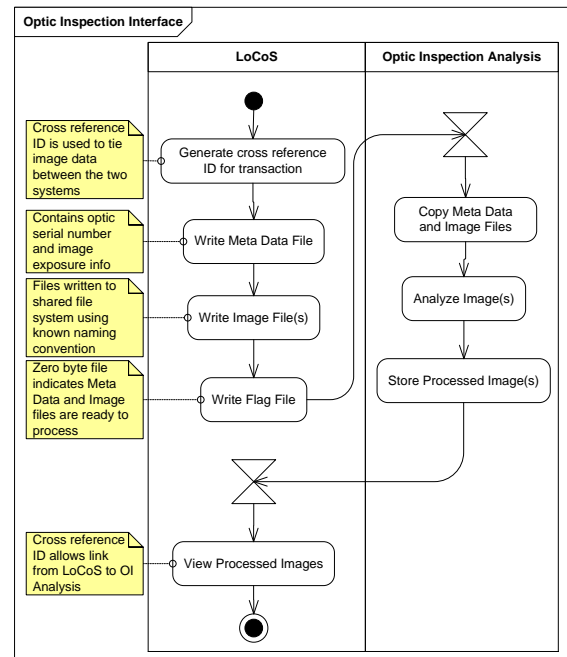 Optic Inspection Interface
LoCoS
Optic Inspection Analysis
Cross reference
ID is used to tie
image data
between the two
systems
Generate cross reference
ID for transaction
Contains optic
serial number
and image
exposure info
Write Meta Data File
Files written to
shared file
system using
known naming
convention
Write Image File(s)
Zero byte file
indicates Meta
Data and Image
files are ready to
process
Write Flag File
Copy Meta Data
and Image Files
Analyze Image(s)
Store Processed Image(s)
Cross reference
ID allows link
from LoCoS to OI
Analysis
View Processed Images